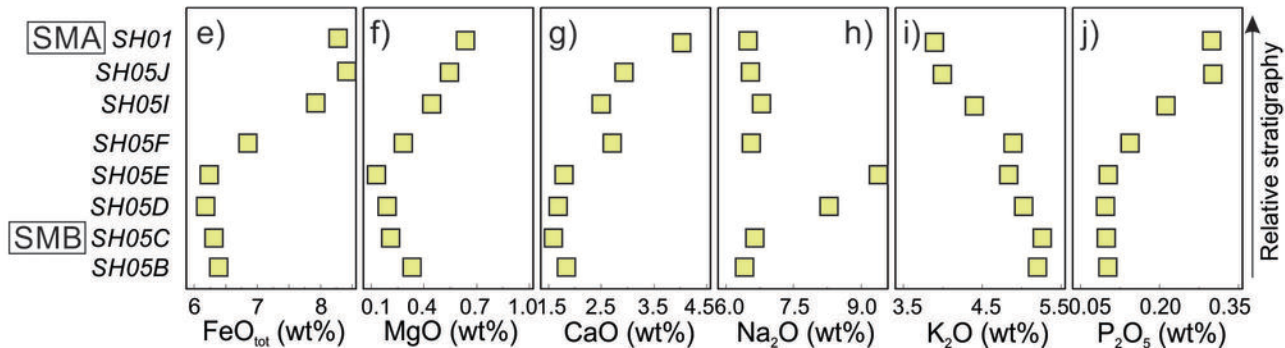 e) f) g) h) i) j)
SMA SH01
SH05J
SH05I
SH05F
SH05E
SH05D
SMB SH05C
SH05B
Relative stratigraphy
6 7 8 0.1 0.4 0.7 1.0 1.5 2.5 3.5 4.5 6.0 7.5 9.0 3.5 4.5 5.5 0.05 0.20 0.35
FeOtot (wt%) MgO (wt%) CaO (wt%) Na2O (wt%) K2O (wt%) P2O5 (wt%)